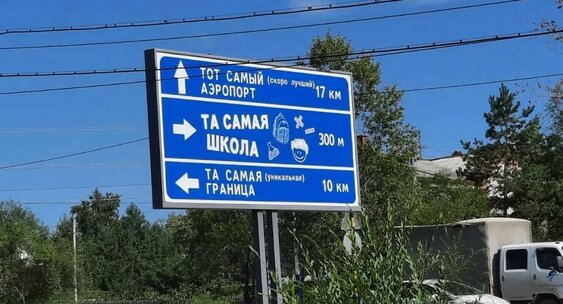 ТОТ САМЫЙ (скоро лучший) 17 КМ
АЭРОПОРТ
ТА САМАЯ
ШКОЛА 300 М
ТА САМАЯ (уникальная)
ГРАНИЦА 10 КМ